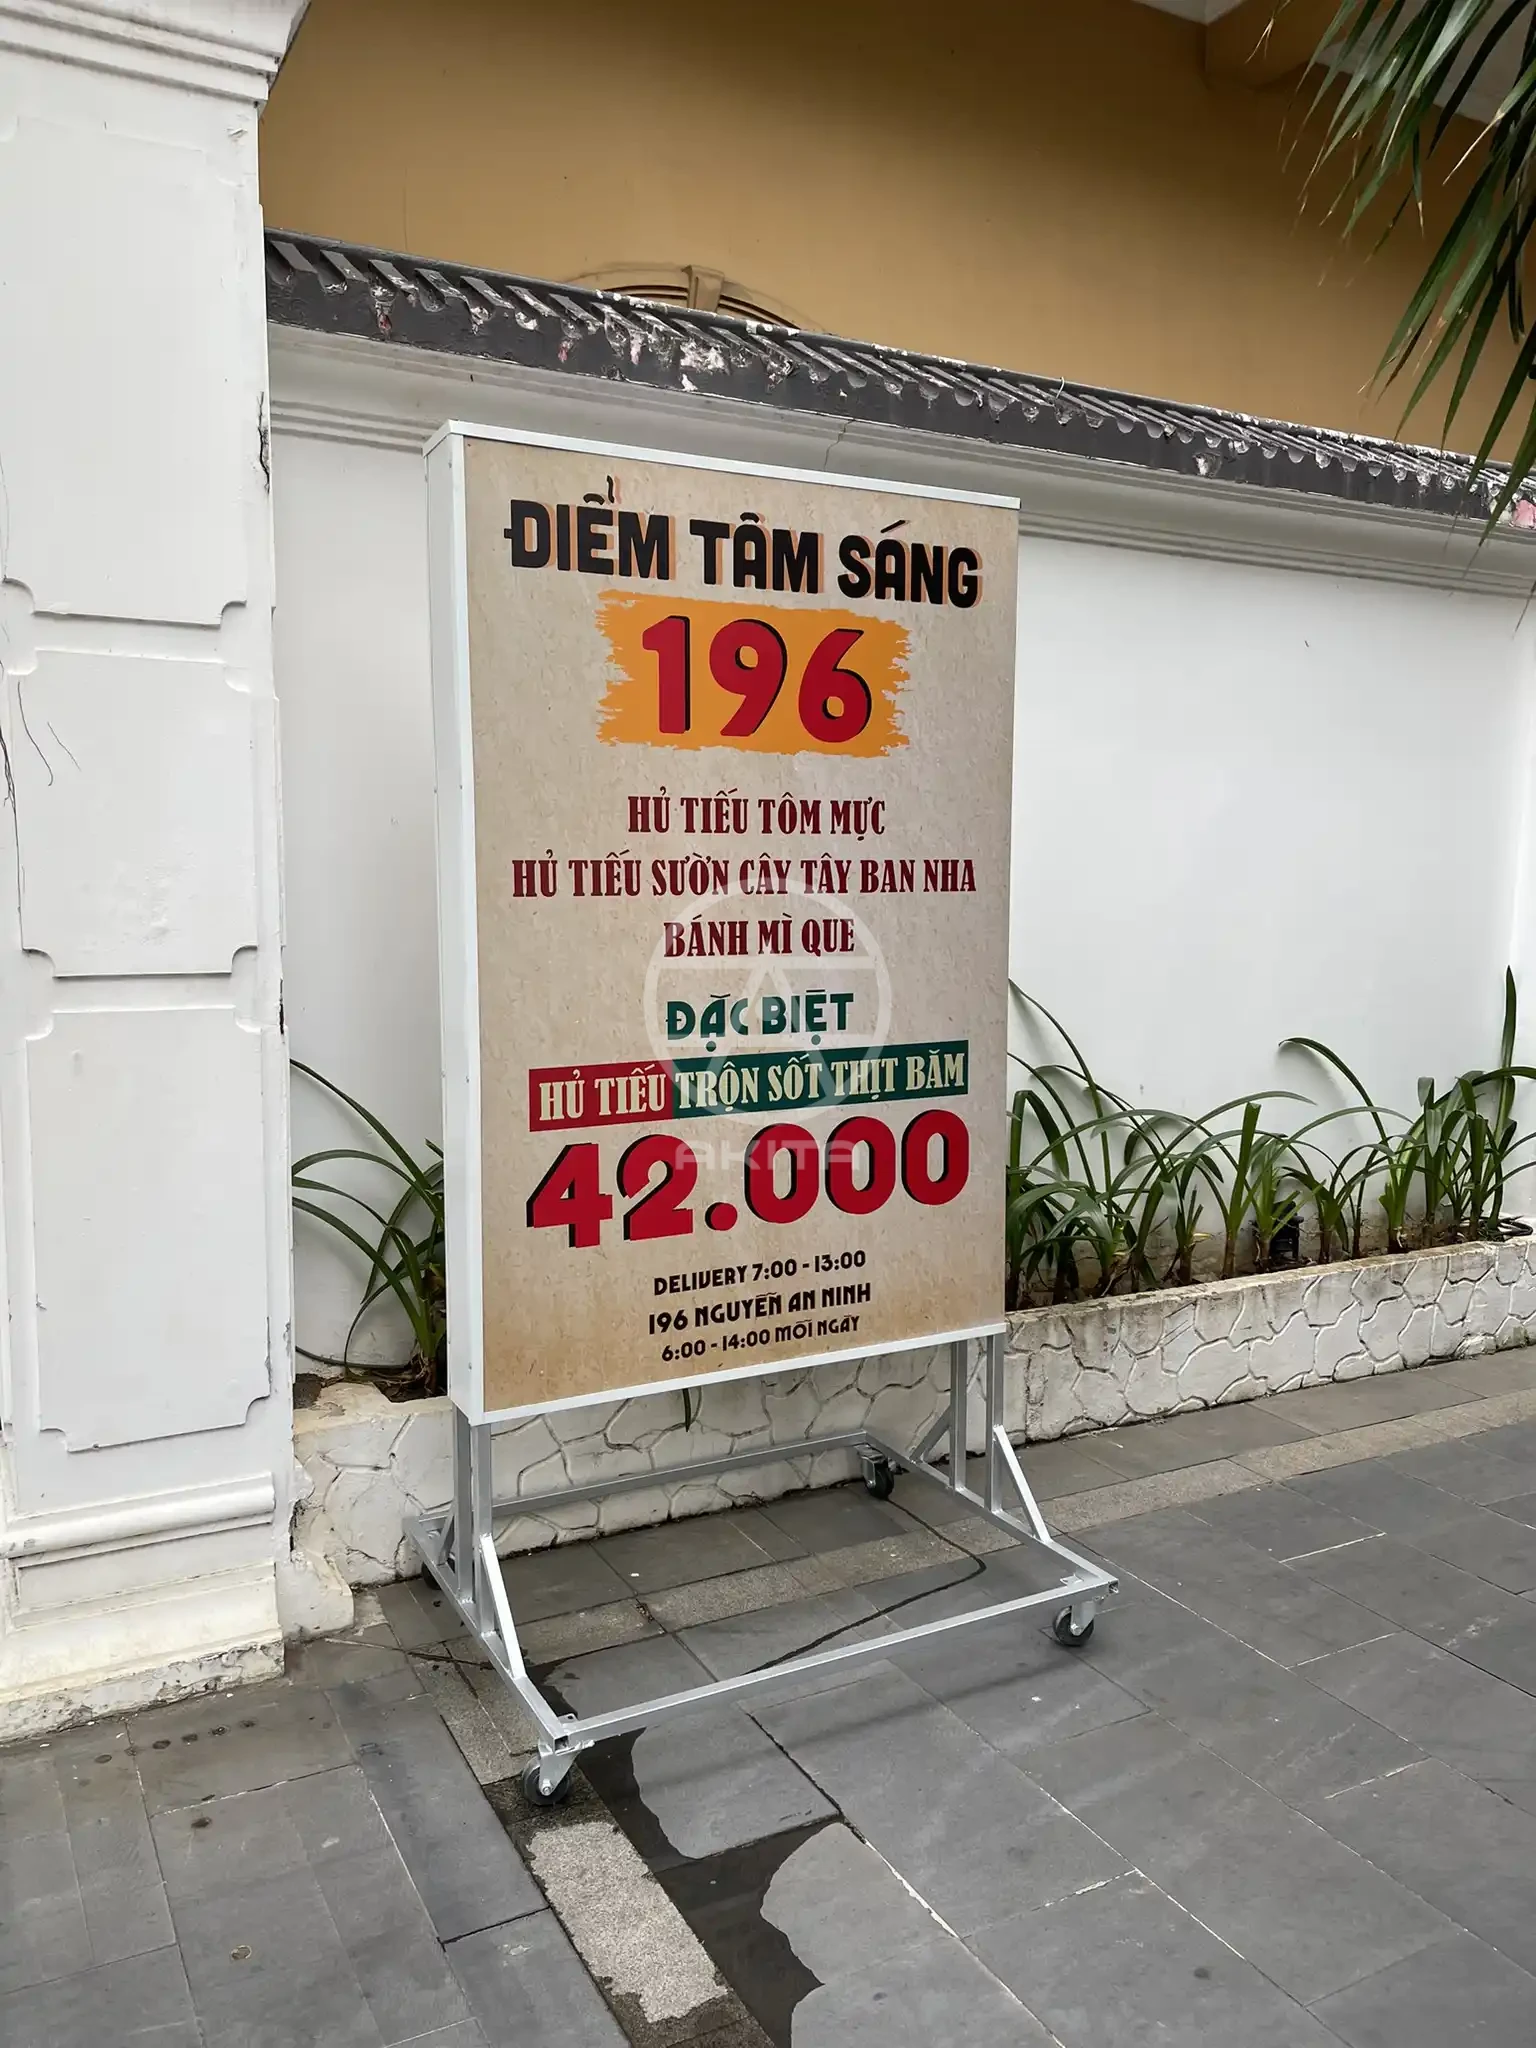 ĐIỂM TÂM SÁNG
196
HỦ TIẾU TÔM MỰC
HỦ TIẾU SƯỜN CÂY TÂY BAN NHA
BÁNH MÌ QUE
ĐẶC BIỆT
HỦ TIẾU TRỘN SỐT THỊT BĂM
42.000
AKITA
DELIVERY 7:00 - 13:00
196 NGUYỄN AN NINH
6:00 - 14:00 MỖI NGÀY